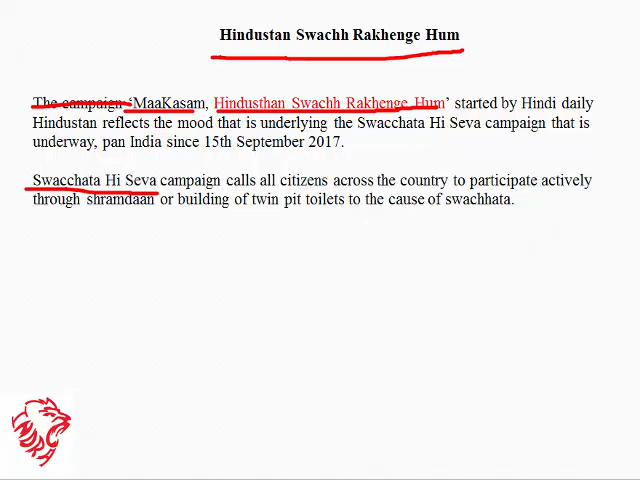 Hindustan Swachh Rakhenge Hum
The campaign ‘MaaKasam, Hindusthan Swachh Rakhenge Hum’ started by Hindi daily
Hindustan reflects the mood that is underlying the Swacchata Hi Seva campaign that is
underway, pan India since 15th September 2017.
Swacchata Hi Seva campaign calls all citizens across the country to participate actively
through shramdaan or building of twin pit toilets to the cause of swachhata.